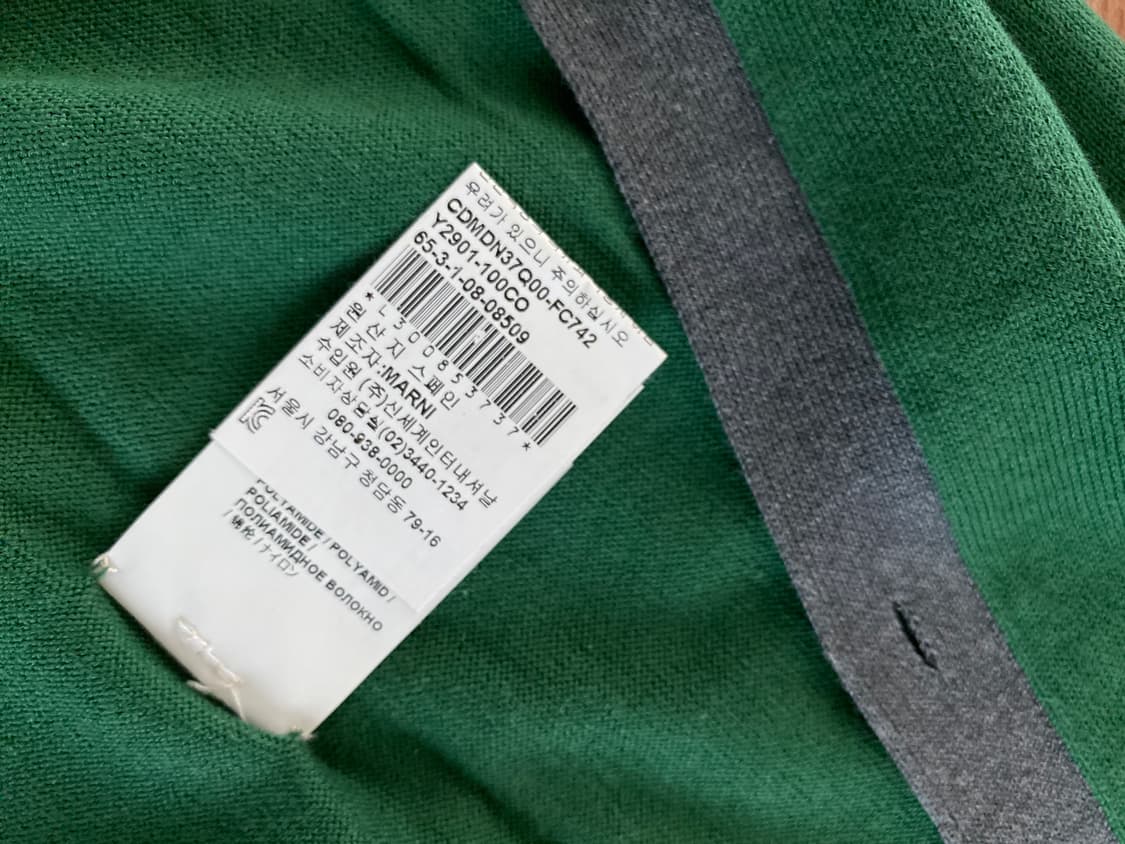 우려가 있으니 주의하십시오
CDMDN37Q00-FC742
Y2901-100CO
65-3-1-08-08509
*L300853737*
원산지 스페인
제조자:MARNI
수입원 (주)신세계인터내셔날
소비자상담실(02)3440-1234
080-938-0000
서울시 강남구 청담동 79-16
POLYAMIDE / POLYAMID /
POLIAMIDE /
ПОЛИАМИДНОЕ ВОЛОКНО
/ 锦纶 / ナイロン